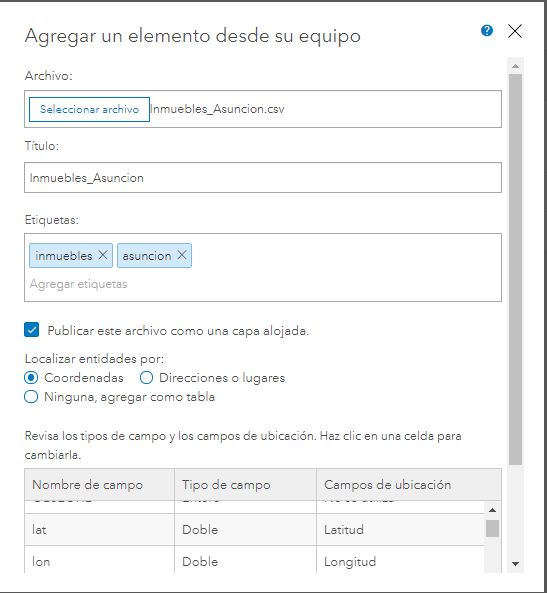 Agregar un elemento desde su equipo
Archivo:
Seleccionar archivo Inmuebles_Asuncion.csv
Título:
Inmuebles_Asuncion
Etiquetas:
inmuebles asuncion
Agregar etiquetas
Publicar este archivo como una capa alojada.
Localizar entidades por:
Coordenadas Direcciones o lugares
Ninguna, agregar como tabla
Revisa los tipos de campo y los campos de ubicación. Haz clic en una celda para
cambiarla.
Nombre de campo Tipo de campo Campos de ubicación
lat Doble Latitud
lon Doble Longitud